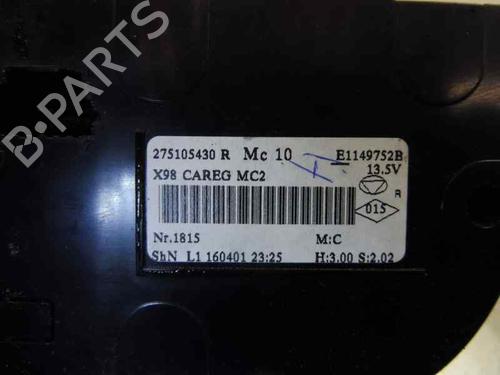 B-PARTS
275105430 R Mc 10 E1149752B
13.5V
X98 CAREG MC2
R
015
Nr.1815 M:C
ShN L1 160401 23:25 H:3.00 S:2.02